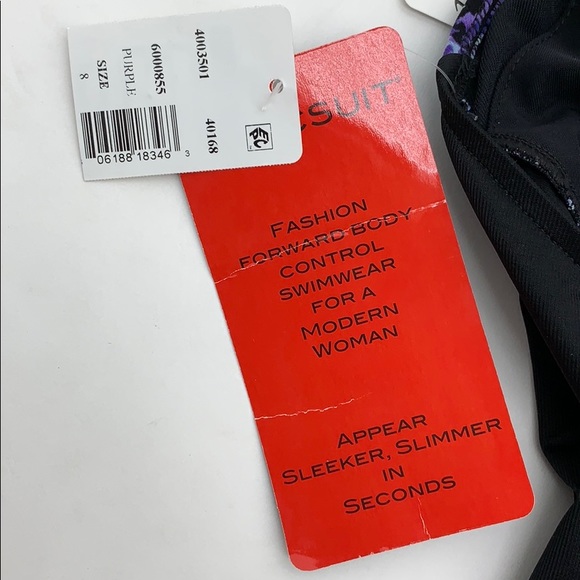 4003501
40168
6000855
PURPLE
SIZE
8
06188 18346 3
CSUIT
FASHION
FORWARD BODY
CONTROL
SWIMWEAR
FOR A
MODERN
WOMAN
APPEAR
SLEEKER, SLIMMER
IN
SECONDS